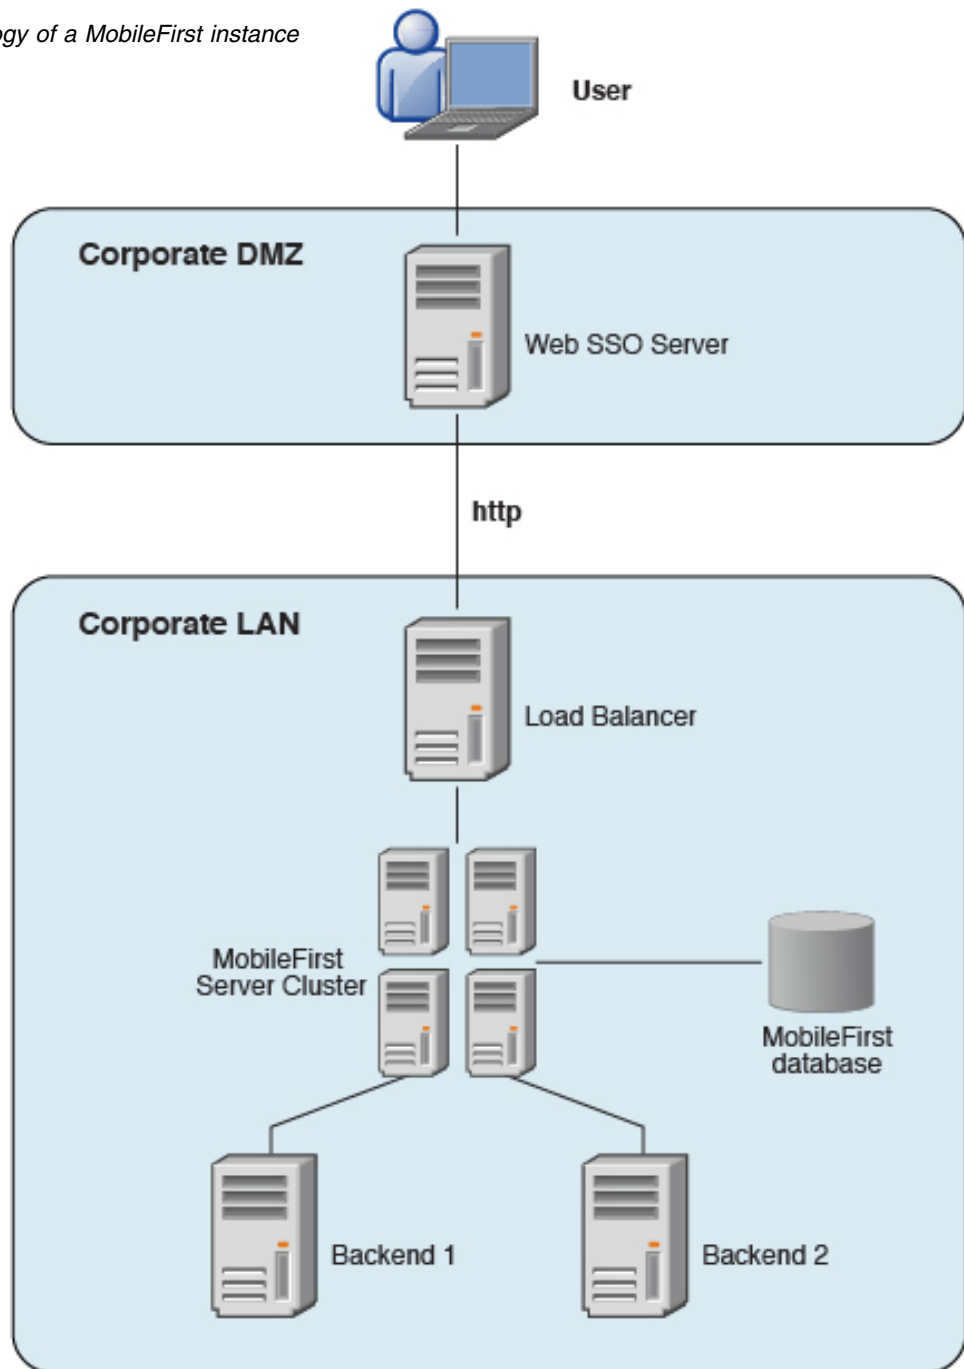 ogy of a MobileFirst instance
User
Corporate DMZ
Web SSO Server
http
Corporate LAN
Load Balancer
MobileFirst
Server Cluster
MobileFirst
database
Backend 1
Backend 2